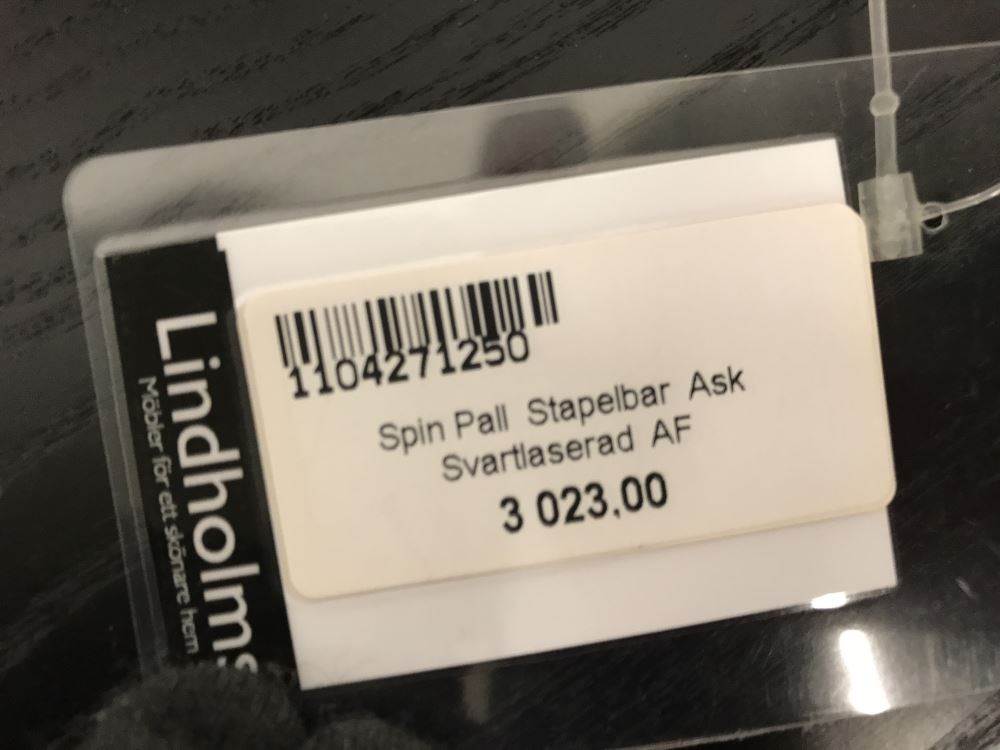 Lindholms
Möbler för ett skönare hem
1104271250
Spin Pall Stapelbar Ask
Svartlaserad AF
3 023,00